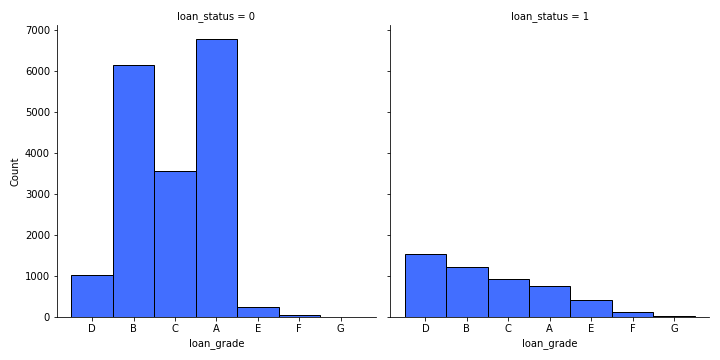 loan_status = 0
loan_status = 1
7000
6000
5000
4000
3000
2000
1000
0
Count
D B C A E F G
D B C A E F G
loan_grade
loan_grade